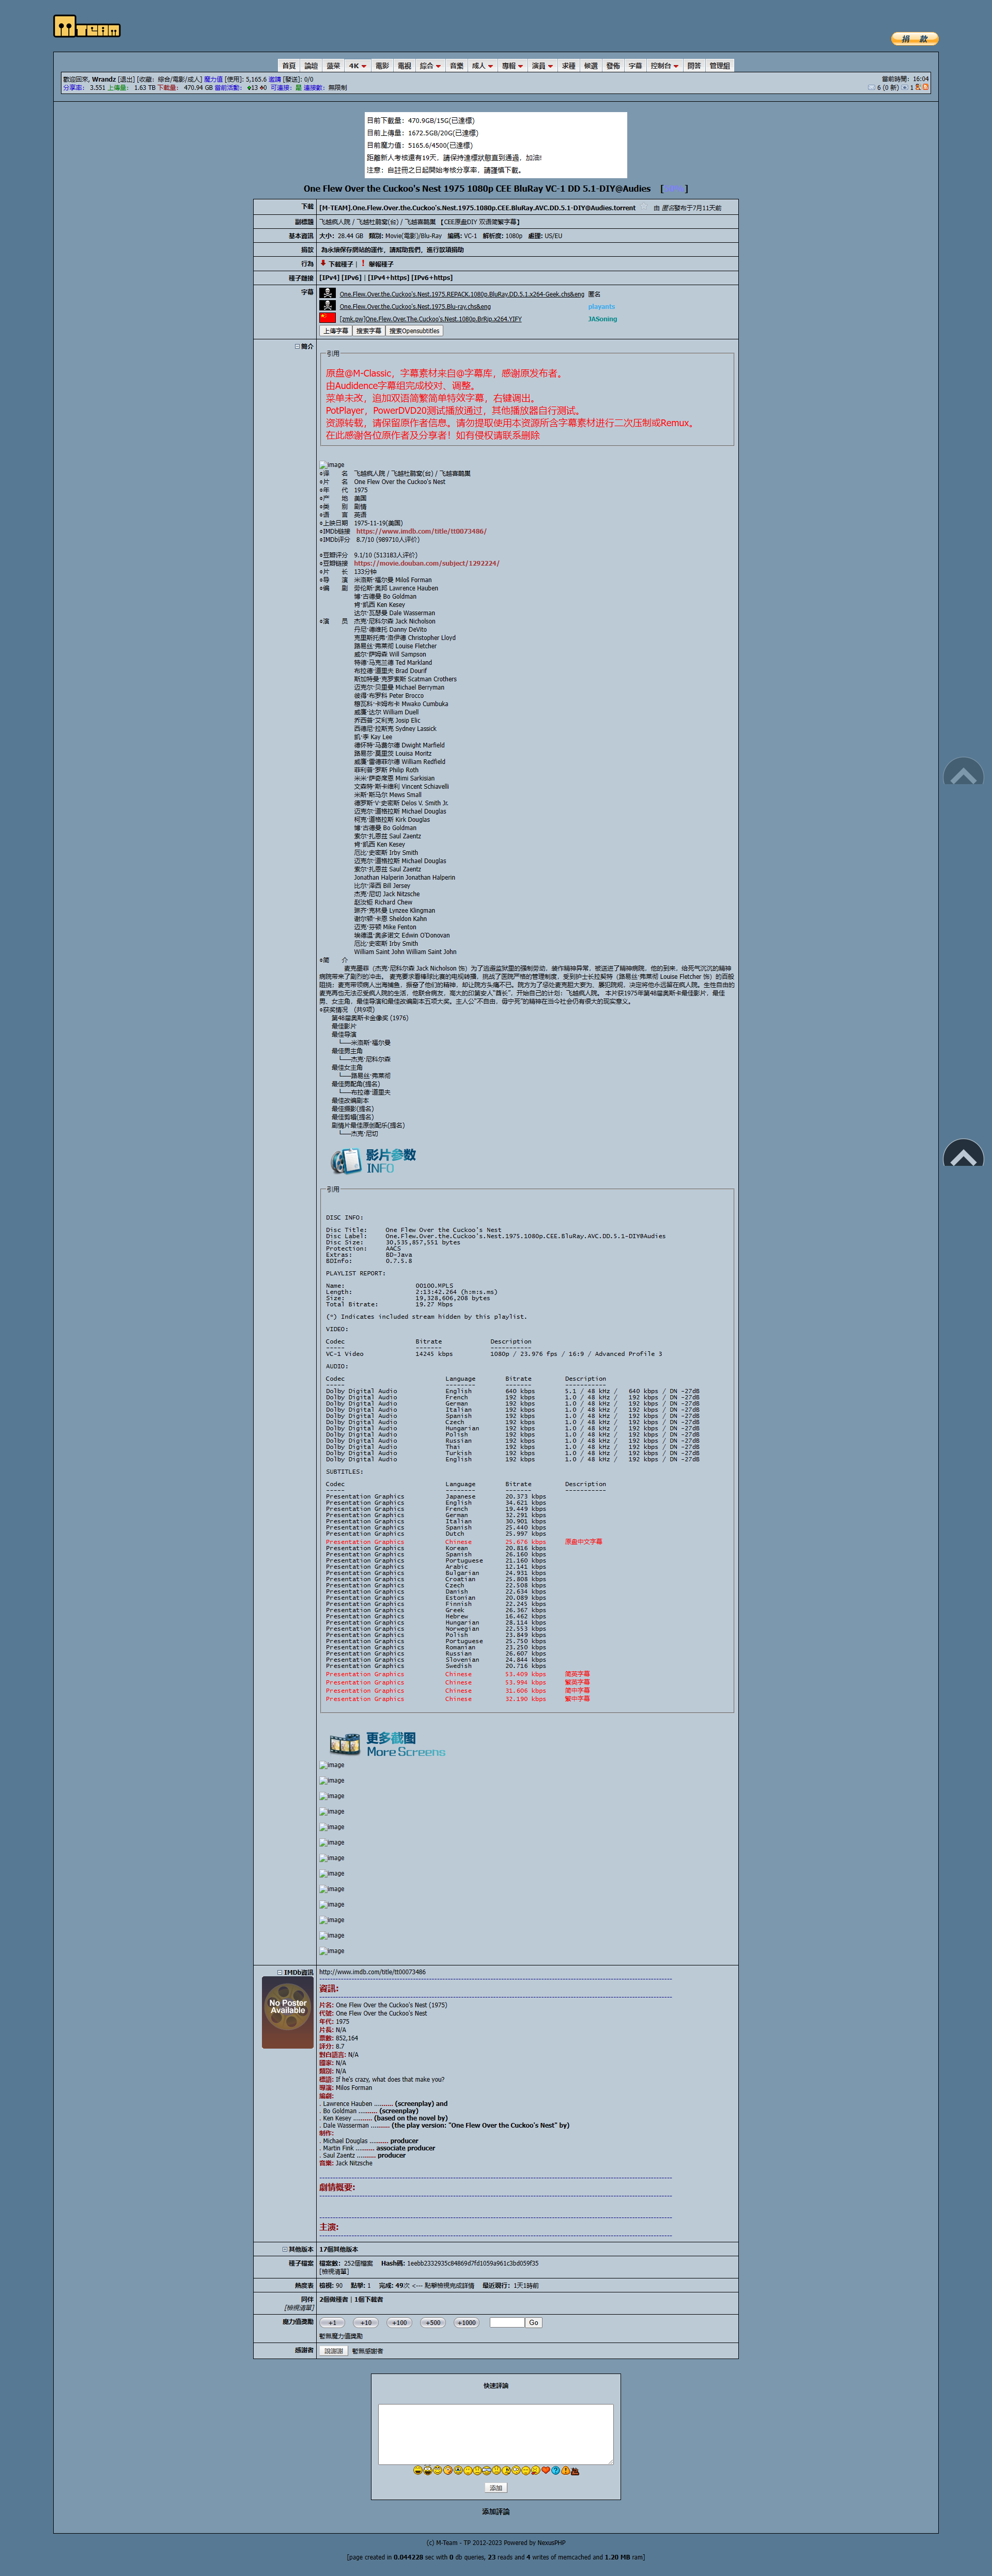 M-TEAM
捐 款
首頁 論壇 菠菜 4K 電影 電視 綜合 音樂 成人 專輯 演員 求種 候選 發佈 字幕 控制台 問答 管理組
歡迎回來, Wrandz [退出] [收藏: 綜合/電影/成人] 魔力值 [使用]: 5,165.6 邀請 [發送]: 0/0
當前時間: 16:04
分享率: 3.551 上傳量: 1.63 TB 下載量: 470.94 GB 當前活動: 13 0 可連接: 是 連接數: 無限制
6 (0 新) 1
目前下載量: 470.9GB/15G(已達標)
目前上傳量: 1672.5GB/20G(已達標)
目前魔力值: 5165.6/4500(已達標)
距離新人考核還有19天, 請保持達標狀態直到通過, 加油!
注意: 自註冊之日起開始考核分享率, 請謹慎下載。
One Flew Over the Cuckoo's Nest 1975 1080p CEE BluRay VC-1 DD 5.1-DIY@Audies
下載 [M-TEAM].One.Flew.Over.the.Cuckoo's.Nest.1975.1080p.CEE.BluRay.AVC.DD.5.1-DIY@Audies.torrent 由 匿名發布于7月11天前
副標題 飞越疯人院 / 飞越杜鹃窝(台) / 飞越喜鹊巢 【CEE原盘DIY 双语简繁字幕】
基本資訊 大小: 28.44 GB 類別: Movie(電影)/Blu-Ray 編碼: VC-1 解析度: 1080p 處理: US/EU
捐款 為永續保存網站的運作, 請幫助我們, 進行款項捐助
行為 下載種子 | 舉報種子
種子鏈接 [IPv4] [IPv6] | [IPv4+https] [IPv6+https]
字幕
One.Flew.Over.the.Cuckoo's.Nest.1975.REPACK.1080p.BluRay.DD.5.1.x264-Geek.chs&eng 匿名
One.Flew.Over.the.Cuckoo's.Nest.1975.Blu-ray.chs&eng playants
[zmk.pw]One.Flew.Over.The.Cuckoo's.Nest.1080p.BrRip.x264.YIFY JASoning
上傳字幕 搜索字幕 搜索Opensubtitles
簡介
引用
原盘@M-Classic, 字幕素材来自@字幕库, 感谢原发布者。
由Audidence字幕组完成校对、调整。
菜单未改, 追加双语简繁简单特效字幕, 右键调出。
PotPlayer, PowerDVD20测试播放通过, 其他播放器自行测试。
资源转载, 请保留原作者信息。请勿提取使用本资源所含字幕素材进行二次压制或Remux。
在此感谢各位原作者及分享者! 如有侵权请联系删除
image
◎译 名 飞越疯人院 / 飞越杜鹃窝(台) / 飞越喜鹊巢
◎片 名 One Flew Over the Cuckoo's Nest
◎年 代 1975
◎产 地 美国
◎类 别 剧情
◎语 言 英语
◎上映日期 1975-11-19(美国)
◎IMDb链接 https://www.imdb.com/title/tt0073486/
◎IMDb评分 8.7/10 (989710人评价)
◎豆瓣评分 9.1/10 (513183人评价)
◎豆瓣链接 https://movie.douban.com/subject/1292224/
◎片 长 133分钟
◎导 演 米洛斯·福尔曼 Miloš Forman
◎编 剧 劳伦斯·奥邦 Lawrence Hauben
博·古德曼 Bo Goldman
肯·凯西 Ken Kesey
达尔·瓦瑟曼 Dale Wasserman
◎演 员 杰克·尼科尔森 Jack Nicholson
丹尼·德维托 Danny DeVito
克里斯托弗·洛伊德 Christopher Lloyd
路易丝·弗莱彻 Louise Fletcher
威尔·萨姆森 Will Sampson
特德·马克兰德 Ted Markland
布拉德·道里夫 Brad Dourif
斯加特曼·克罗索斯 Scatman Crothers
迈克尔·贝里曼 Michael Berryman
彼得·布罗科 Peter Brocco
穆瓦科·卡姆布卡 Mwako Cumbuka
威廉·达尔 William Duell
乔西普·艾利克 Josip Elic
西德尼·拉斯克 Sydney Lassick
凯·李 Kay Lee
德怀特·马费尔德 Dwight Marfield
路易莎·莫里茨 Louisa Moritz
威廉·雷德菲尔德 William Redfield
菲利普·罗斯 Philip Roth
米米·萨奇席恩 Mimi Sarkisian
文森特·斯卡维利 Vincent Schiavelli
米斯·斯马尔 Mews Small
德罗斯·V·史密斯 Delos V. Smith Jr.
迈克尔·道格拉斯 Michael Douglas
柯克·道格拉斯 Kirk Douglas
博·古德曼 Bo Goldman
索尔·扎恩兹 Saul Zaentz
肯·凯西 Ken Kesey
厄比·史密斯 Irby Smith
迈克尔·道格拉斯 Michael Douglas
索尔·扎恩兹 Saul Zaentz
Jonathan Halperin Jonathan Halperin
比尔·泽西 Bill Jersey
杰克·尼切 Jack Nitzsche
赵汝钜 Richard Chew
琳齐·克林曼 Lynzee Klingman
谢尔顿·卡恩 Sheldon Kahn
迈克·芬顿 Mike Fenton
埃德温·奥多诺文 Edwin O'Donovan
厄比·史密斯 Irby Smith
William Saint John William Saint John
◎简 介
麦克墨菲（杰克·尼科尔森 Jack Nicholson 饰）为了逃避监狱里的强制劳动，装作精神异常，被送进了精神病院，他的到来，给死气沉沉的精神
病院带来了剧烈的冲击。 麦克要求看棒球比赛的电视转播，挑战了医院严格的管理制度，受到护士长拉契特（路易丝·弗莱彻 Louise Fletcher 饰）的百般
阻挠；麦克带领病人出海捕鱼，振奋了他们的精神，却让院方头痛不已。院方为了惩处麦克胆大妄为、屡犯院规，决定将他永远留在疯人院。生性自由的
麦克再也无法忍受疯人院的生活，他联合病友，高大的印第安人“酋长”，开始自己的计划：飞越疯人院。 本片获1975年第48届奥斯卡最佳影片，最佳
男、女主角，最佳导演和最佳改编剧本五项大奖。主人公“不自由，毋宁死”的精神在当今社会仍有很大的现实意义。
◎获奖情况 (共9项)
第48届奥斯卡金像奖 (1976)
最佳影片
最佳导演
└──米洛斯·福尔曼
最佳男主角
└──杰克·尼科尔森
最佳女主角
└──路易丝·弗莱彻
最佳男配角(提名)
└──布拉德·道里夫
最佳改编剧本
最佳摄影(提名)
最佳剪辑(提名)
剧情片最佳原创配乐(提名)
└──杰克·尼切
影片参数
INFO
引用
DISC INFO:
Disc Title: One Flew Over the Cuckoo's Nest
Disc Label: One.Flew.Over.the.Cuckoo's.Nest.1975.1080p.CEE.BluRay.AVC.DD.5.1-DIY@Audies
Disc Size: 30,535,857,551 bytes
Protection: AACS
Extras: BD-Java
BDInfo: 0.7.5.8
PLAYLIST REPORT:
Name: 00100.MPLS
Length: 2:13:42.264 (h:m:s.ms)
Size: 19,328,606,208 bytes
Total Bitrate: 19.27 Mbps
(*) Indicates included stream hidden by this playlist.
VIDEO:
Codec Bitrate Description
----- ------- -----------
VC-1 Video 14245 kbps 1080p / 23.976 fps / 16:9 / Advanced Profile 3
AUDIO:
Codec Language Bitrate Description
----- -------- ------- -----------
Dolby Digital Audio English 640 kbps 5.1 / 48 kHz / 640 kbps / DN -27dB
Dolby Digital Audio French 192 kbps 1.0 / 48 kHz / 192 kbps / DN -27dB
Dolby Digital Audio German 192 kbps 1.0 / 48 kHz / 192 kbps / DN -27dB
Dolby Digital Audio Italian 192 kbps 1.0 / 48 kHz / 192 kbps / DN -27dB
Dolby Digital Audio Spanish 192 kbps 1.0 / 48 kHz / 192 kbps / DN -27dB
Dolby Digital Audio Czech 192 kbps 1.0 / 48 kHz / 192 kbps / DN -27dB
Dolby Digital Audio Hungarian 192 kbps 1.0 / 48 kHz / 192 kbps / DN -27dB
Dolby Digital Audio Polish 192 kbps 1.0 / 48 kHz / 192 kbps / DN -27dB
Dolby Digital Audio Russian 192 kbps 1.0 / 48 kHz / 192 kbps / DN -27dB
Dolby Digital Audio Thai 192 kbps 1.0 / 48 kHz / 192 kbps / DN -27dB
Dolby Digital Audio Turkish 192 kbps 1.0 / 48 kHz / 192 kbps / DN -27dB
Dolby Digital Audio English 192 kbps 1.0 / 48 kHz / 192 kbps / DN -27dB
SUBTITLES:
Codec Language Bitrate Description
----- -------- ------- -----------
Presentation Graphics Japanese 20.373 kbps
Presentation Graphics English 34.621 kbps
Presentation Graphics French 19.449 kbps
Presentation Graphics German 32.291 kbps
Presentation Graphics Italian 30.901 kbps
Presentation Graphics Spanish 25.440 kbps
Presentation Graphics Dutch 25.997 kbps
Presentation Graphics Chinese 25.676 kbps 原盘中文字幕
Presentation Graphics Korean 20.816 kbps
Presentation Graphics Spanish 26.160 kbps
Presentation Graphics Portuguese 21.160 kbps
Presentation Graphics Arabic 12.141 kbps
Presentation Graphics Bulgarian 24.931 kbps
Presentation Graphics Croatian 25.808 kbps
Presentation Graphics Czech 22.508 kbps
Presentation Graphics Danish 22.634 kbps
Presentation Graphics Estonian 20.089 kbps
Presentation Graphics Finnish 22.245 kbps
Presentation Graphics Greek 26.367 kbps
Presentation Graphics Hebrew 16.462 kbps
Presentation Graphics Hungarian 28.114 kbps
Presentation Graphics Norwegian 22.553 kbps
Presentation Graphics Polish 23.849 kbps
Presentation Graphics Portuguese 25.750 kbps
Presentation Graphics Romanian 23.250 kbps
Presentation Graphics Russian 26.607 kbps
Presentation Graphics Slovenian 24.844 kbps
Presentation Graphics Swedish 20.716 kbps
Presentation Graphics Chinese 53.409 kbps 简英字幕
Presentation Graphics Chinese 53.994 kbps 繁英字幕
Presentation Graphics Chinese 31.606 kbps 简中字幕
Presentation Graphics Chinese 32.190 kbps 繁中字幕
更多截图
More Screens
image
image
image
image
image
image
image
image
image
image
image
image
image
IMDb資訊 http://www.imdb.com/title/tt00073486
No Poster
Available
資訊:
片名: One Flew Over the Cuckoo's Nest (1975)
代號: One Flew Over the Cuckoo's Nest
年代: 1975
片長: N/A
票數: 852,164
評分: 8.7
對白語言: N/A
國家: N/A
類別: N/A
標語: If he's crazy, what does that make you?
導演: Milos Forman
編劇:
. Lawrence Hauben .......... (screenplay) and
. Bo Goldman .......... (screenplay)
. Ken Kesey .......... (based on the novel by)
. Dale Wasserman .......... (the play version: "One Flew Over the Cuckoo's Nest" by)
制作:
. Michael Douglas .......... producer
. Martin Fink .......... associate producer
. Saul Zaentz .......... producer
音樂: Jack Nitzsche
劇情概要:
主演:
其他版本 17個其他版本
種子檔案 檔案數: 252個檔案 Hash碼: 1eebb2332935c84869d7fd1059a961c3bd059f35
[檢視清單]
熱度表 檢視: 90 點擊: 1 完成: 49次 <--- 點擊檢視完成詳情 最近現行: 1天1時前
同伴 2個做種者 | 1個下載者
[檢視清單]
魔力值獎勵 +1 +10 +100 +500 +1000 Go
暫無魔力值獎勵
感謝者 說謝謝 暫無感謝者
快速評論
添加
添加評論
(c) M-Team - TP 2012-2023 Powered by NexusPHP
[page created in 0.044228 sec with 0 db queries, 23 reads and 4 writes of memcached and 1.20 MB ram]